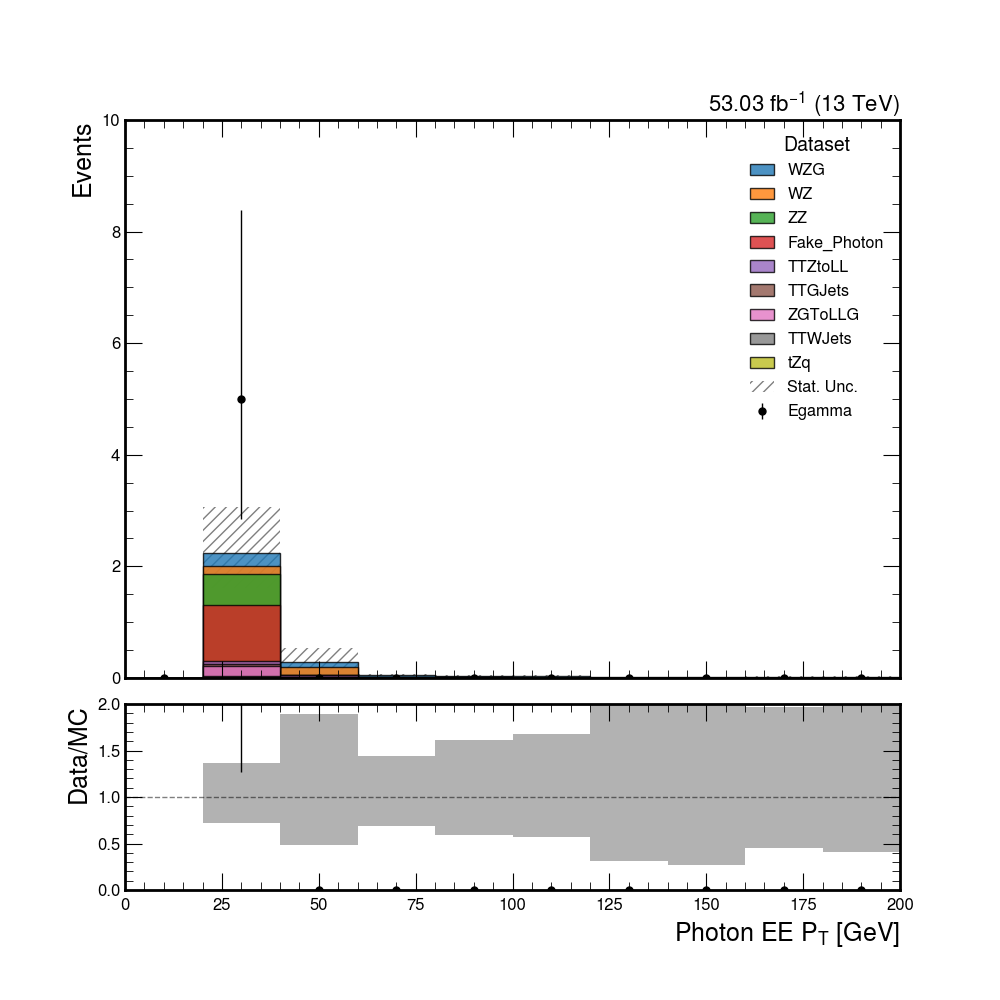 53.03 fb⁻¹ (13 TeV)
Events
10
8
6
4
2
0
Dataset
WZG
WZ
ZZ
Fake_Photon
TTZtoLL
TTGJets
ZGToLLG
TTWJets
tZq
Stat. Unc.
Egamma
Data/MC
2.0
1.5
1.0
0.5
0.0
0 25 50 75 100 125 150 175 200
Photon EE P_T [GeV]